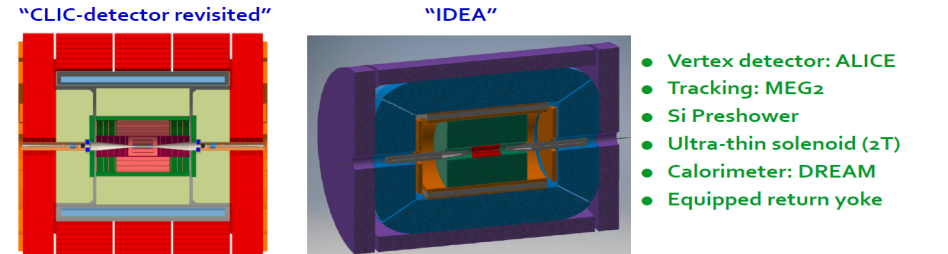 “CLIC-detector revisited”
“IDEA”
● Vertex detector: ALICE
● Tracking: MEG2
● Si Preshower
● Ultra-thin solenoid (2T)
● Calorimeter: DREAM
● Equipped return yoke